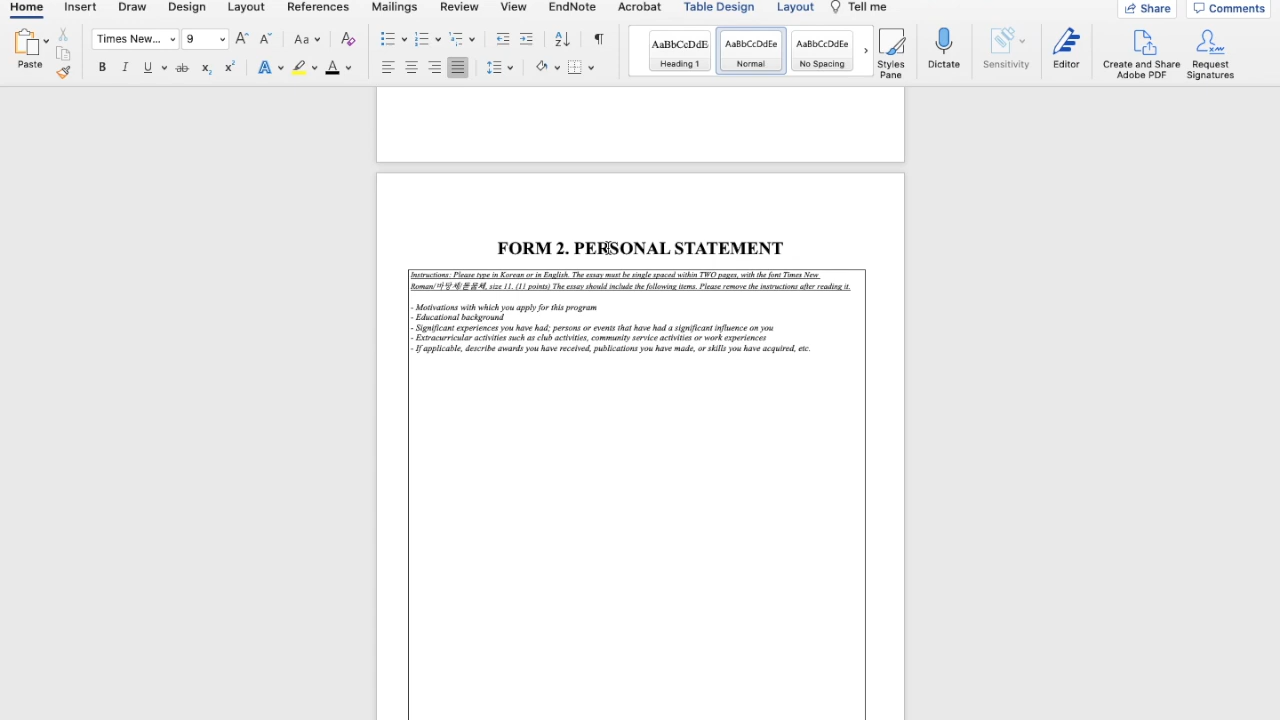 Home Insert Draw Design Layout References Mailings Review View EndNote Acrobat Table Design Layout Tell me Share Comments
Times New... 9
Paste
AaBbCcDdE AaBbCcDdEe AaBbCcDdEe
Heading 1 Normal No Spacing
Styles Pane
Dictate
Sensitivity
Editor
Create and Share Adobe PDF
Request Signatures
FORM 2. PERSONAL STATEMENT
Instructions: Please type in Korean or in English. The essay must be single spaced within TWO pages, with the font Times New
Roman/바탕체/돋움체, size 11. (11 points) The essay should include the following items. Please remove the instructions after reading it.
- Motivations with which you apply for this program
- Educational background
- Significant experiences you have had; persons or events that have had a significant influence on you
- Extracurricular activities such as club activities, community service activities or work experiences
- If applicable, describe awards you have received, publications you have made, or skills you have acquired, etc.